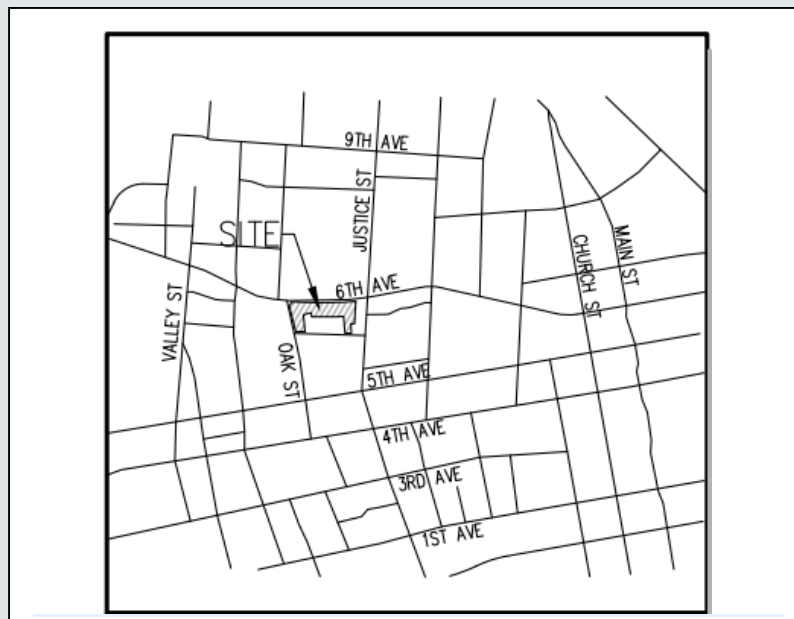 9TH AVE
JUSTICE ST
SITE
MAIN ST
CHURCH ST
6TH AVE
VALLEY ST
OAK ST
5TH AVE
4TH AVE
3RD AVE
1ST AVE